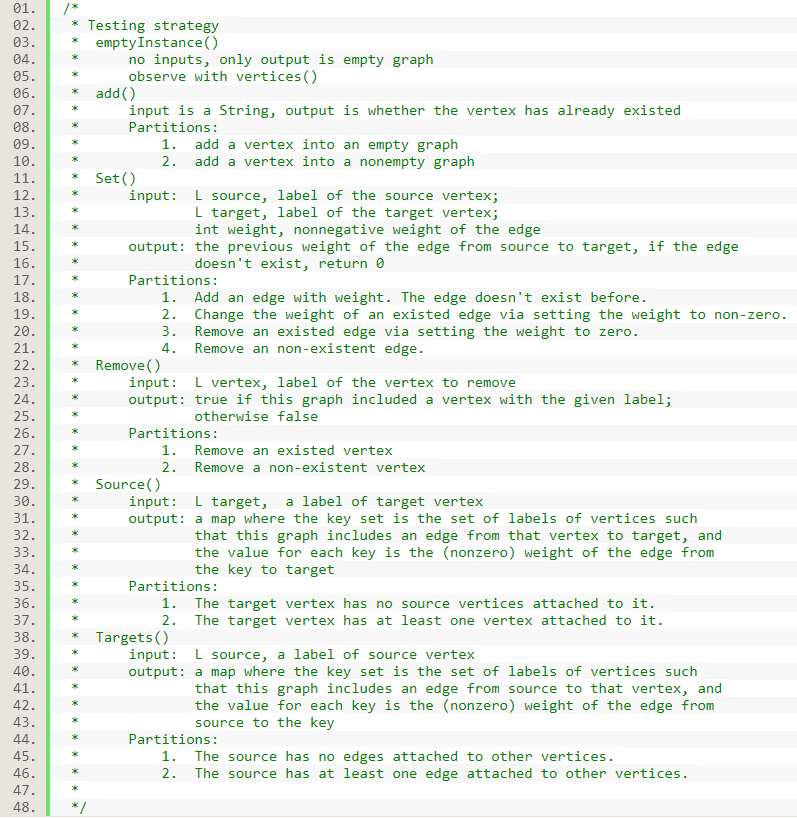 01. /*
02.  * Testing strategy
03.  *  emptyInstance()
04.  *      no inputs, only output is empty graph
05.  *      observe with vertices()
06.  *  add()
07.  *      input is a String, output is whether the vertex has already existed
08.  *      Partitions:
09.  *          1.  add a vertex into an empty graph
10.  *          2.  add a vertex into a nonempty graph
11.  *  Set()
12.  *      input:  L source, label of the source vertex;
13.  *              L target, label of the target vertex;
14.  *              int weight, nonnegative weight of the edge
15.  *      output: the previous weight of the edge from source to target, if the edge
16.  *              doesn't exist, return 0
17.  *      Partitions:
18.  *          1.  Add an edge with weight. The edge doesn't exist before.
19.  *          2.  Change the weight of an existed edge via setting the weight to non-zero.
20.  *          3.  Remove an existed edge via setting the weight to zero.
21.  *          4.  Remove an non-existent edge.
22.  *  Remove()
23.  *      input:  L vertex, label of the vertex to remove
24.  *      output: true if this graph included a vertex with the given label;
25.  *              otherwise false
26.  *      Partitions:
27.  *          1.  Remove an existed vertex
28.  *          2.  Remove a non-existent vertex
29.  *  Source()
30.  *      input:  L target,  a label of target vertex
31.  *      output: a map where the key set is the set of labels of vertices such
32.  *              that this graph includes an edge from that vertex to target, and
33.  *              the value for each key is the (nonzero) weight of the edge from
34.  *              the key to target
35.  *      Partitions:
36.  *          1.  The target vertex has no source vertices attached to it.
37.  *          2.  The target vertex has at least one vertex attached to it.
38.  *  Targets()
39.  *      input:  L source, a label of source vertex
40.  *      output: a map where the key set is the set of labels of vertices such
41.  *              that this graph includes an edge from source to that vertex, and
42.  *              the value for each key is the (nonzero) weight of the edge from
43.  *              source to the key
44.  *      Partitions:
45.  *          1.  The source has no edges attached to other vertices.
46.  *          2.  The source has at least one edge attached to other vertices.
47.  *
48.  */